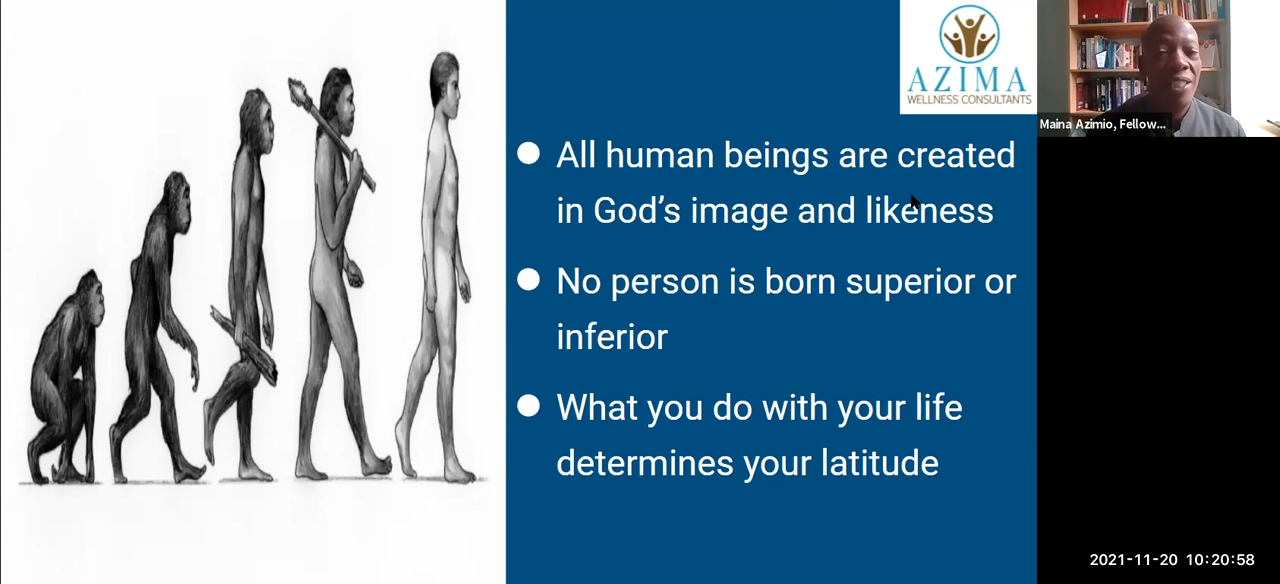 AZIMA
WELLNESS CONSULTANTS
Maina Azimio, Fellow...
All human beings are created
in God’s image and likeness
No person is born superior or
inferior
What you do with your life
determines your latitude
2021-11-20 10:20:58